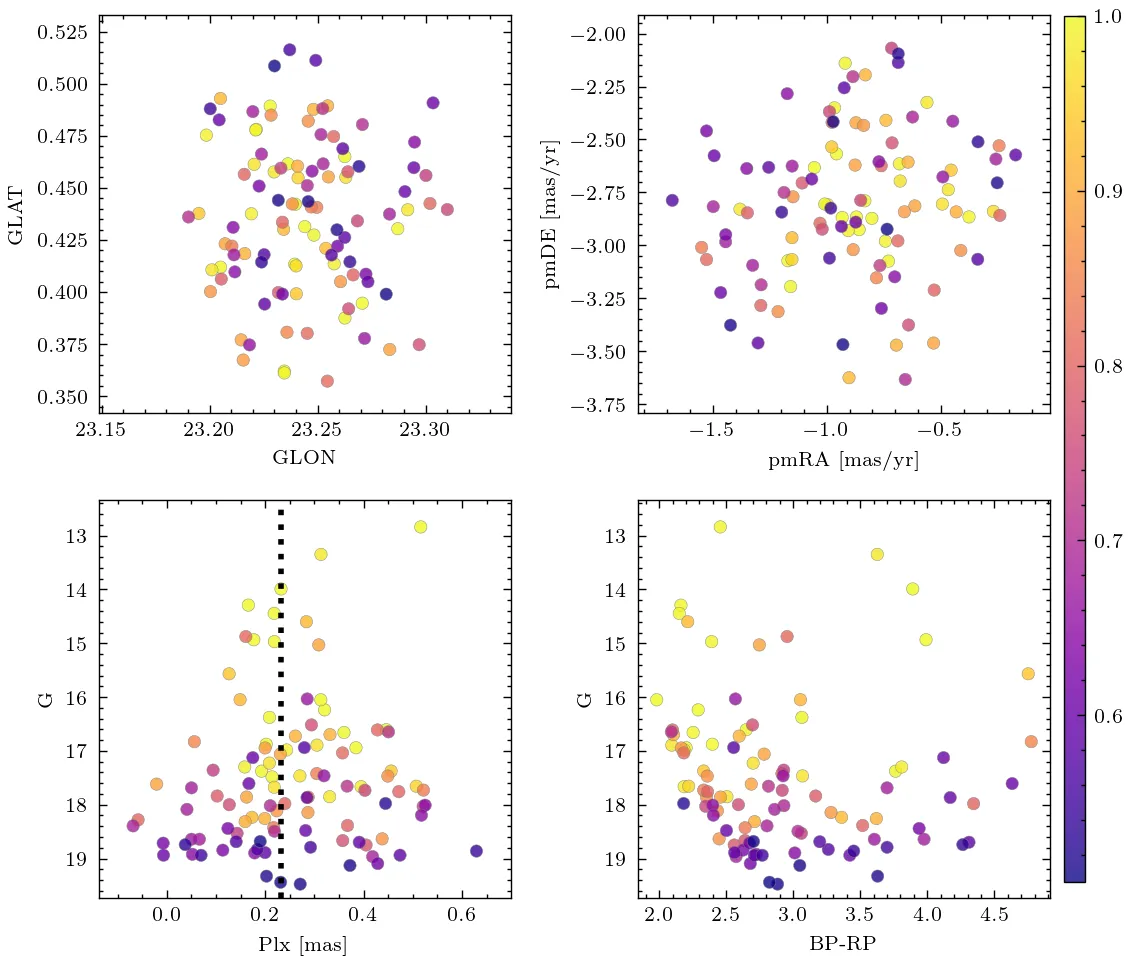 0.525
0.500
0.475
0.450
0.425
0.400
0.375
0.350
GLAT
23.15 23.20 23.25 23.30
GLON
−2.00
−2.25
−2.50
−2.75
−3.00
−3.25
−3.50
−3.75
pmDE [mas/yr]
−1.5 −1.0 −0.5
pmRA [mas/yr]
1.0
0.9
0.8
0.7
0.6
13
14
15
16
17
18
19
G
0.0 0.2 0.4 0.6
Plx [mas]
13
14
15
16
17
18
19
G
2.0 2.5 3.0 3.5 4.0 4.5
BP-RP